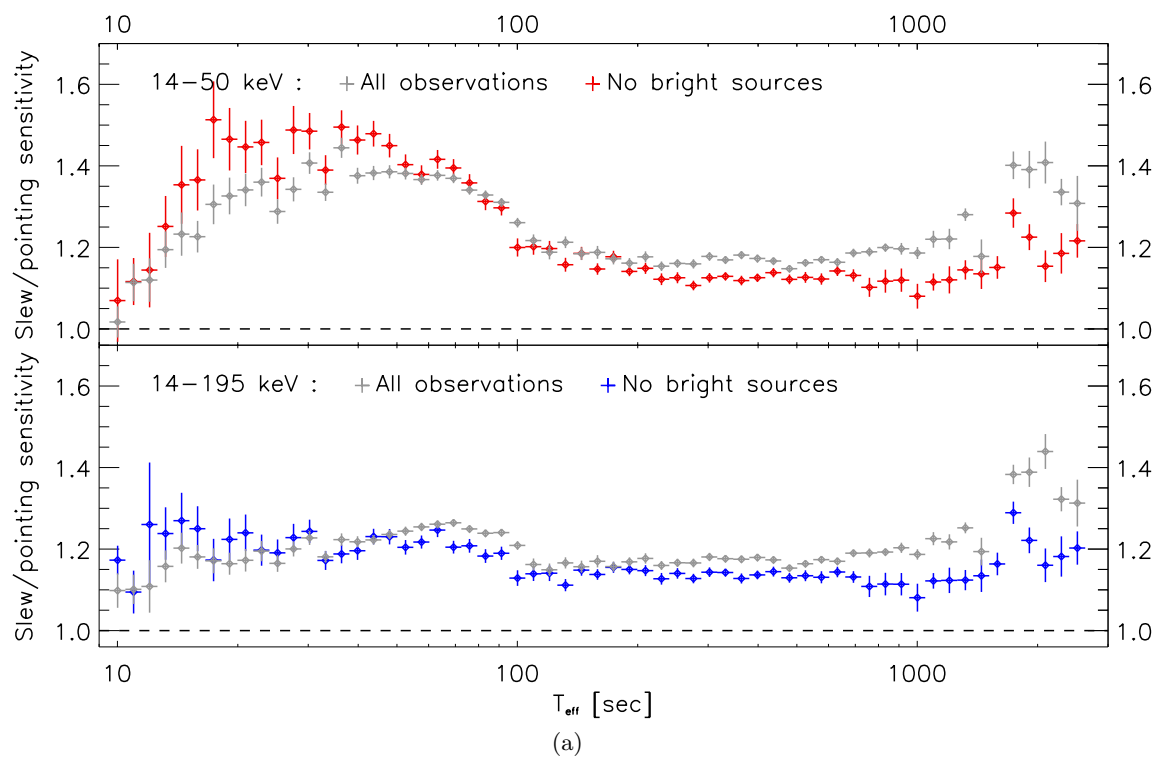 10 100 1000
1.6 14-50 keV : All observations No bright sources 1.6
1.4 1.4
1.2 1.2
1.0 1.0
Slew/pointing sensitivity
1.6 14-195 keV : All observations No bright sources 1.6
1.4 1.4
1.2 1.2
1.0 1.0
Slew/pointing sensitivity
10 100 1000
Teff [sec]
(a)